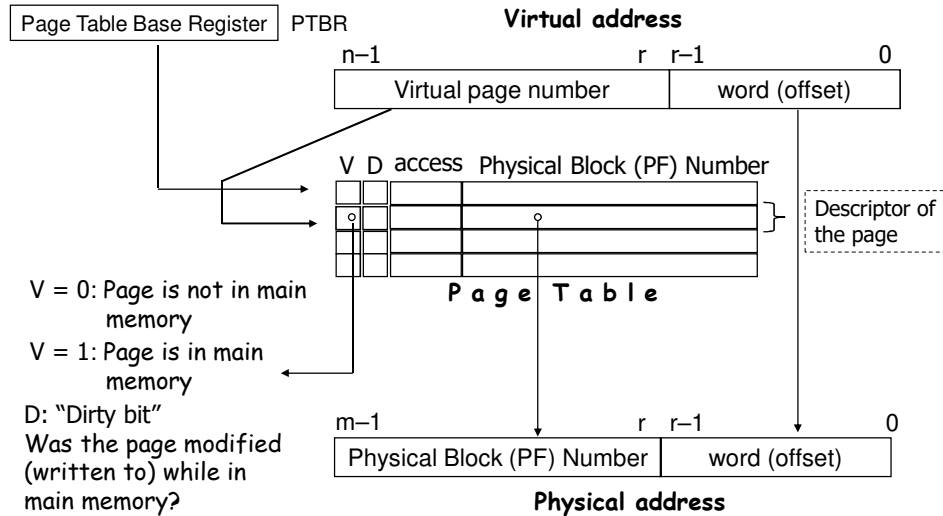 Page Table Base Register PTBR
Virtual address
n–1 r r–1 0
Virtual page number word (offset)
V D access Physical Block (PF) Number
Descriptor of
the page
P a g e T a b l e
V = 0: Page is not in main
memory
V = 1: Page is in main
memory
D: “Dirty bit”
Was the page modified
(written to) while in
main memory?
m–1 r r–1 0
Physical Block (PF) Number word (offset)
Physical address